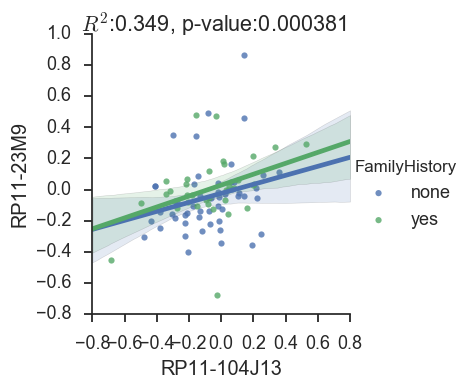 R²:0.349, p-value:0.000381
1.0
0.8
0.6
0.4
0.2
0.0
−0.2
−0.4
−0.6
−0.8
RP11-23M9
FamilyHistory
none
yes
−0.8 −0.6 −0.4 −0.2 0.0 0.2 0.4 0.6 0.8
RP11-104J13